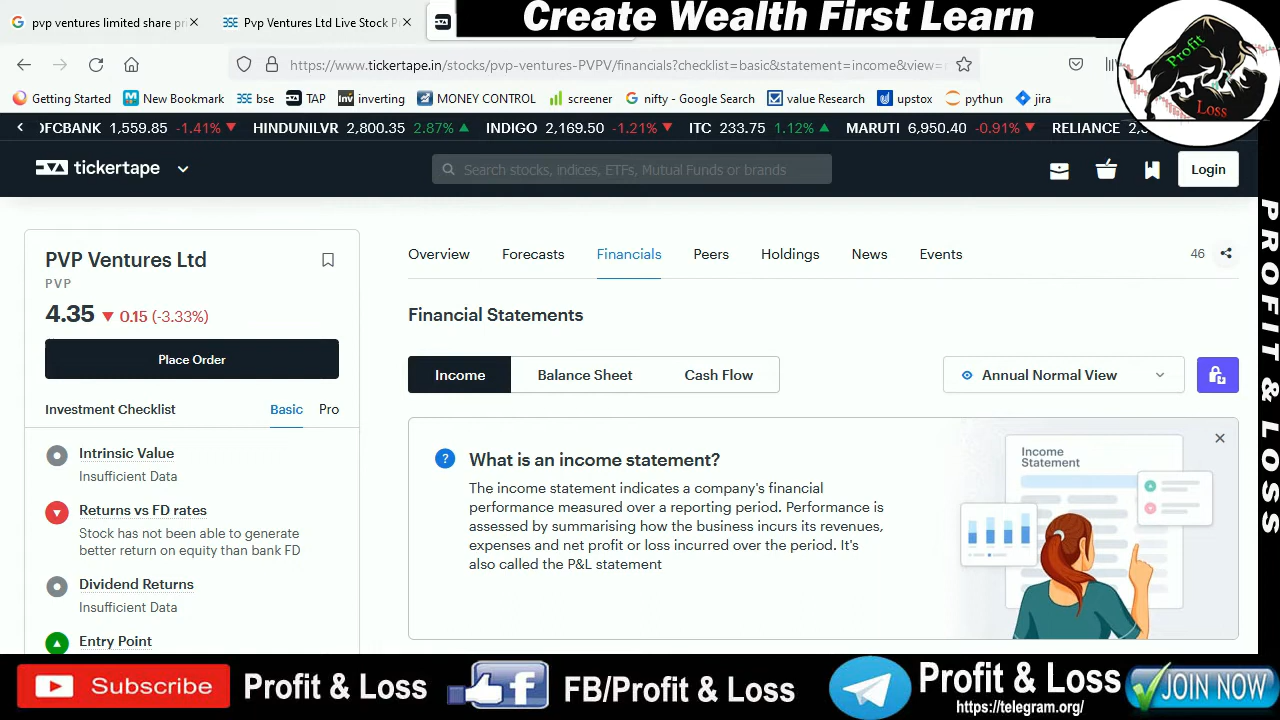 Create Wealth First Learn
pvp ventures limited share pr
Pvp Ventures Ltd Live Stock P
https://www.tickertape.in/stocks/pvp-ventures-PVPV/financials?checklist=basic&statement=income&view=
Getting Started
New Bookmark
bse
TAP
inverting
MONEY CONTROL
screener
nifty - Google Search
value Research
upstox
pythun
jira
Profit
Loss
DFCBANK 1,559.85 -1.41%
HINDUNILVR 2,800.35 2.87%
INDIGO 2,169.50 -1.21%
ITC 233.75 1.12%
MARUTI 6,950.40 -0.91%
RELIANCE
tickertape
Search stocks, indices, ETFs, Mutual Funds or brands
Login
PVP Ventures Ltd
PVP
4.35 0.15 (-3.33%)
Place Order
Investment Checklist
Basic
Pro
Intrinsic Value
Insufficient Data
Returns vs FD rates
Stock has not been able to generate
better return on equity than bank FD
Dividend Returns
Insufficient Data
Entry Point
Overview
Forecasts
Financials
Peers
Holdings
News
Events
46
Financial Statements
Income
Balance Sheet
Cash Flow
Annual Normal View
What is an income statement?
The income statement indicates a company's financial
performance measured over a reporting period. Performance is
assessed by summarising how the business incurs its revenues,
expenses and net profit or loss incurred over the period. It's
also called the P&L statement
Income
Statement
PROFIT & LOSS
Subscribe
Profit & Loss
FB/Profit & Loss
Profit & Loss
https://telegram.org/
JOIN NOW